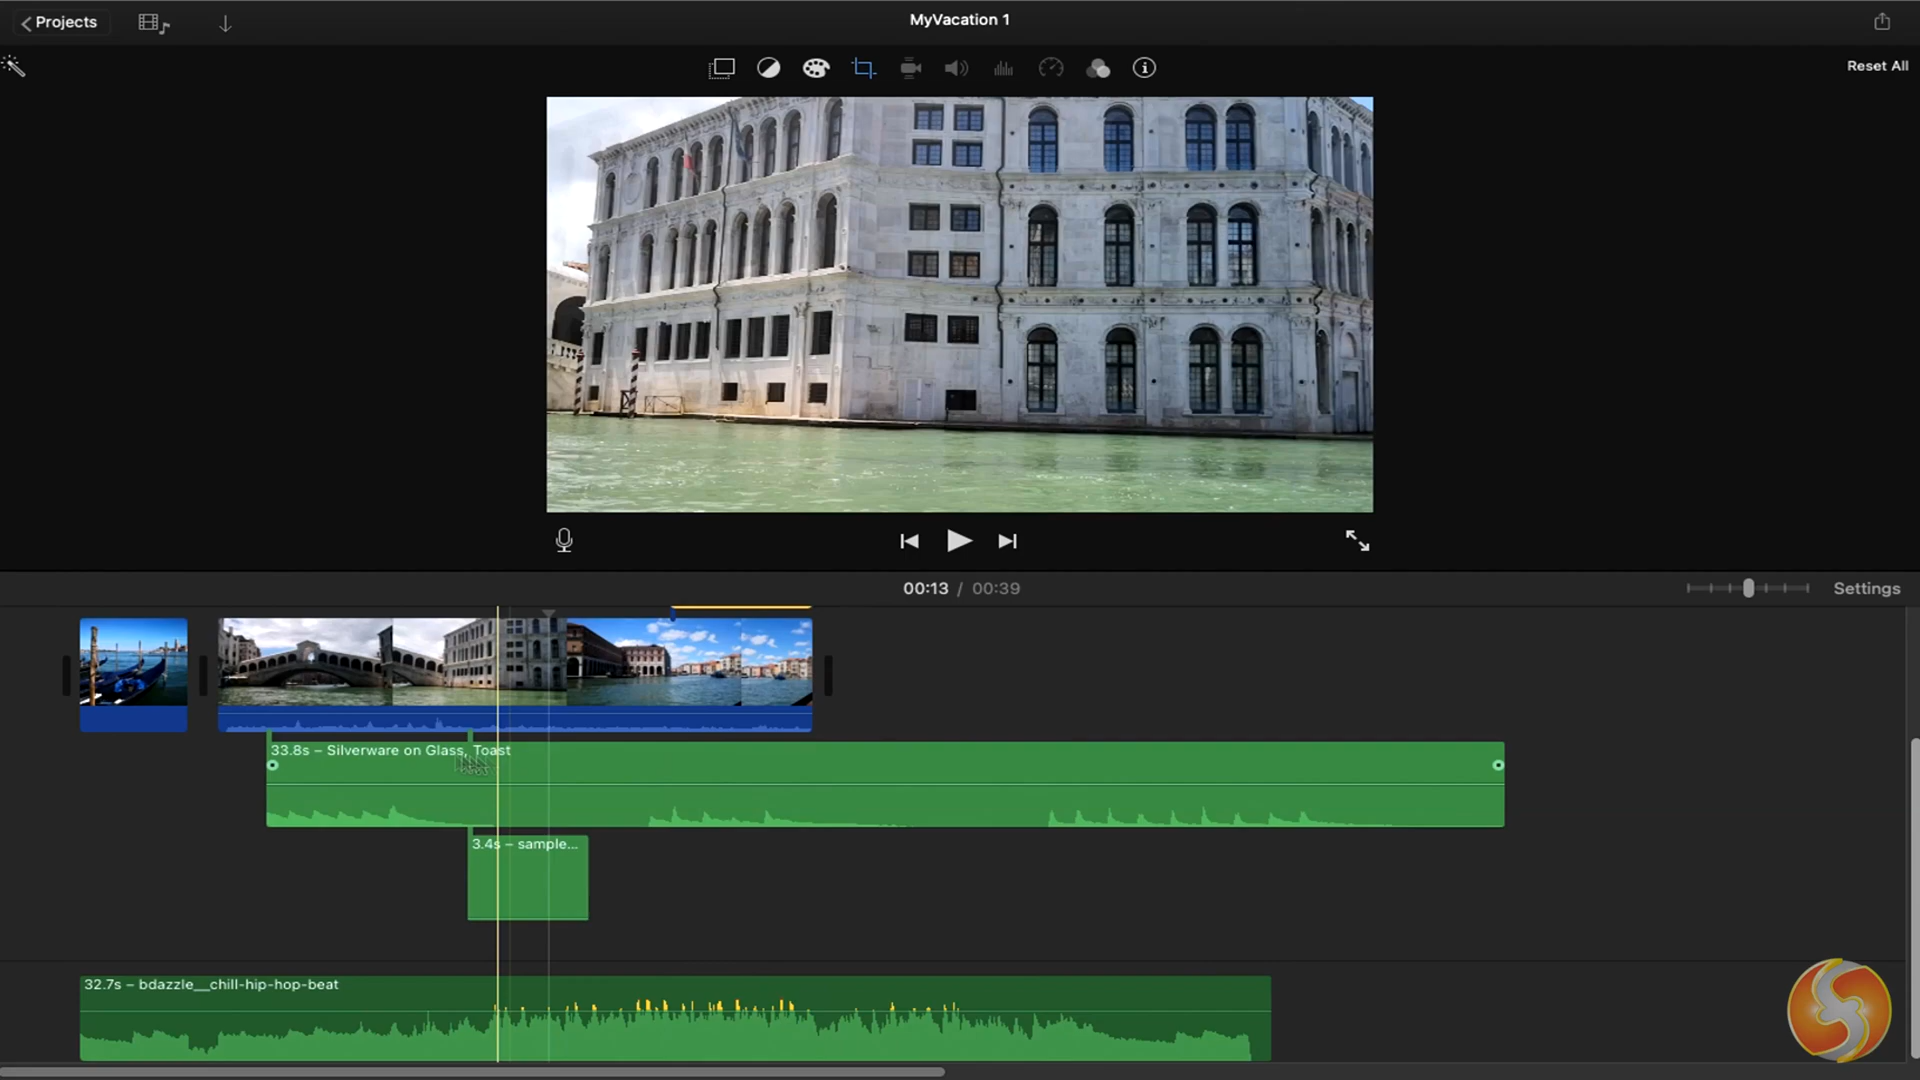 Projects
MyVacation 1
Reset All
00:13 / 00:39
Settings
33.8s – Silverware on Glass, Toast
3.4s – sample...
32.7s – bdazzle__chill-hip-hop-beat